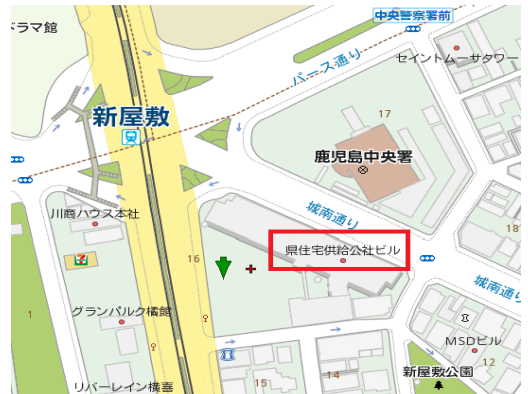 ドラマ館
中央警察署前
セイントムーサタワー
パース通り
17
新屋敷
鹿児島中央署
川商ハウス本社
城南通り
18
県住宅供給公社ビル
16
城南通り
グランパルク橘館
1
MSDビル
12
新屋敷公園
リバーレイン横喜
15
14